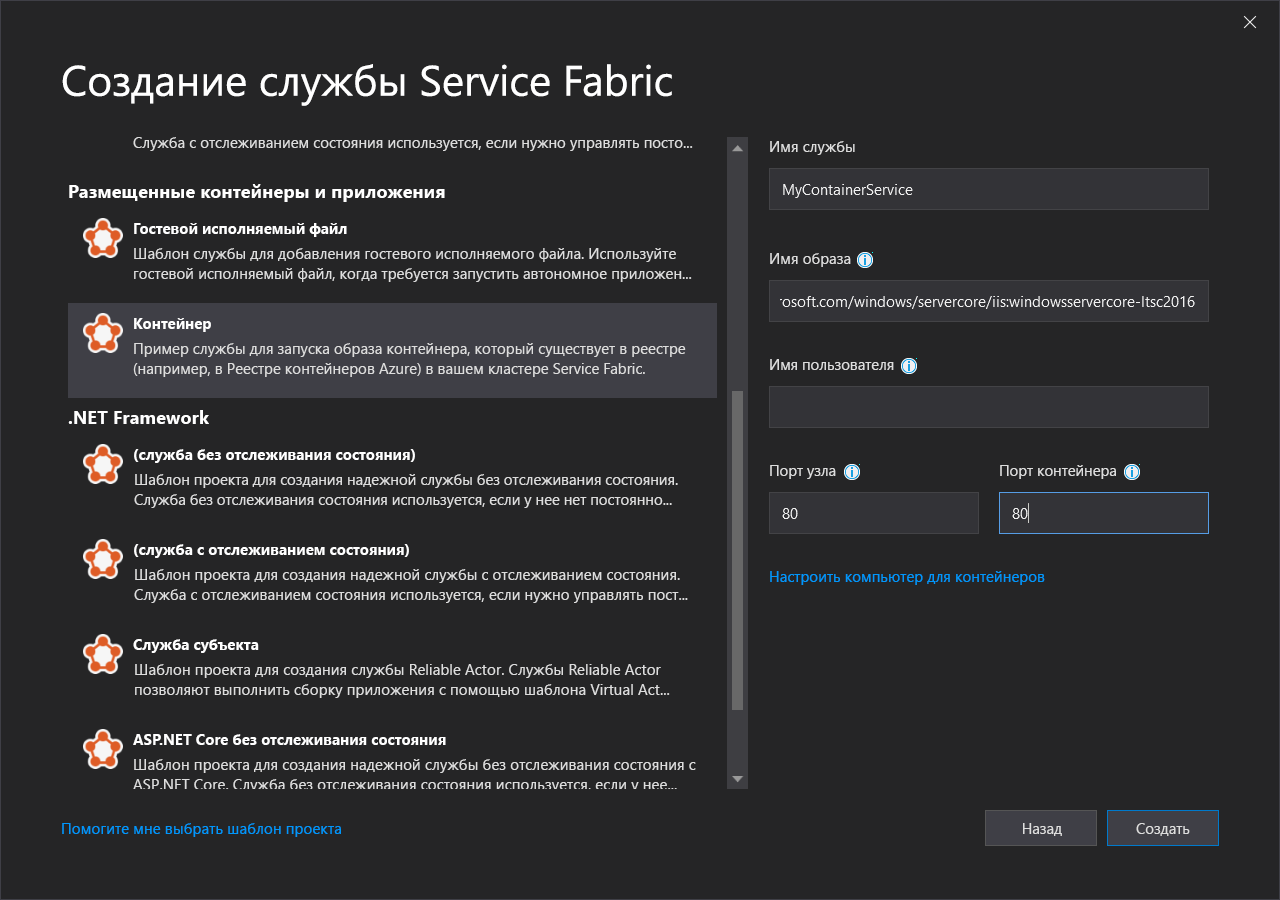 Создание службы Service Fabric
Служба с отслеживанием состояния используется, если нужно управлять посто...
Размещенные контейнеры и приложения
Гостевой исполняемый файл
Шаблон службы для добавления гостевого исполняемого файла. Используйте
гостевой исполняемый файл, когда требуется запустить автономное приложен...
Контейнер
Пример службы для запуска образа контейнера, который существует в реестре
(например, в Реестре контейнеров Azure) в вашем кластере Service Fabric.
.NET Framework
(служба без отслеживания состояния)
Шаблон проекта для создания надежной службы без отслеживания состояния.
Служба без отслеживания состояния используется, если у нее нет постоянно...
(служба с отслеживанием состояния)
Шаблон проекта для создания надежной службы с отслеживанием состояния.
Служба с отслеживанием состояния используется, если нужно управлять пост...
Служба субъекта
Шаблон проекта для создания службы Reliable Actor. Службы Reliable Actor
позволяют выполнить сборку приложения с помощью шаблона Virtual Act...
ASP.NET Core без отслеживания состояния
Шаблон проекта для создания надежной службы без отслеживания состояния с
ASP.NET Core. Служба без отслеживания состояния используется, если у нее...
Имя службы
MyContainerService
Имя образа
rosoft.com/windows/servercore/iis:windowsservercore-ltsc2016
Имя пользователя
Порт узла
Порт контейнера
80
80
Настроить компьютер для контейнеров
Помогите мне выбрать шаблон проекта
Назад
Создать